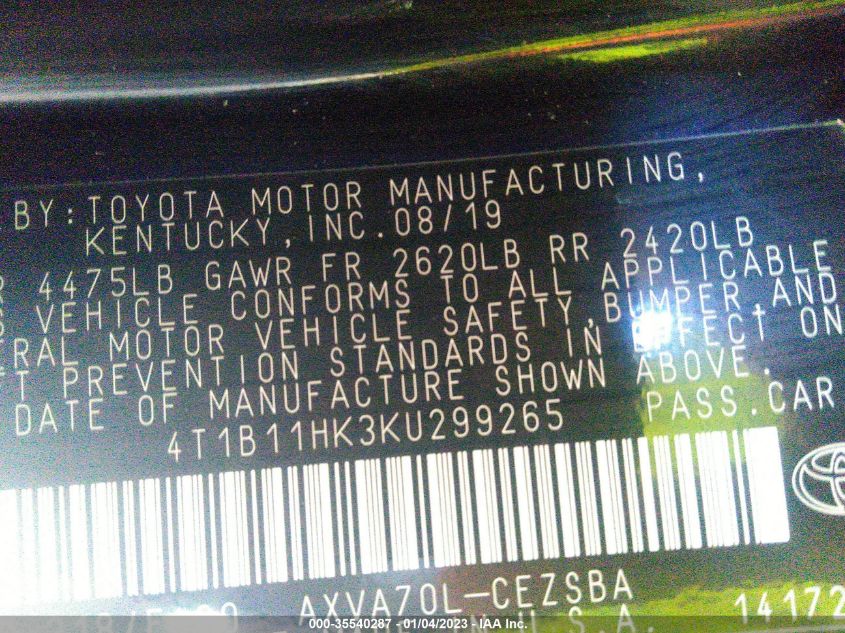 BY: TOYOTA MOTOR MANUFACTURING,
KENTUCKY, INC. 08/19
4475LB GAWR FR 2620LB RR 2420LB
VEHICLE CONFORMS TO ALL APPLICABLE
ERAL MOTOR VEHICLE SAFETY, BUMPER, AND
T PREVENTION STANDARDS IN EFFECT ON
DATE OF MANUFACTURE SHOWN ABOVE.
4T1B11HK3KU299265 PASS.CAR
AXVA70L-CEZSBA
U.S.A. 14172
000-35540287 - 01/04/2023 - © IAA Inc.